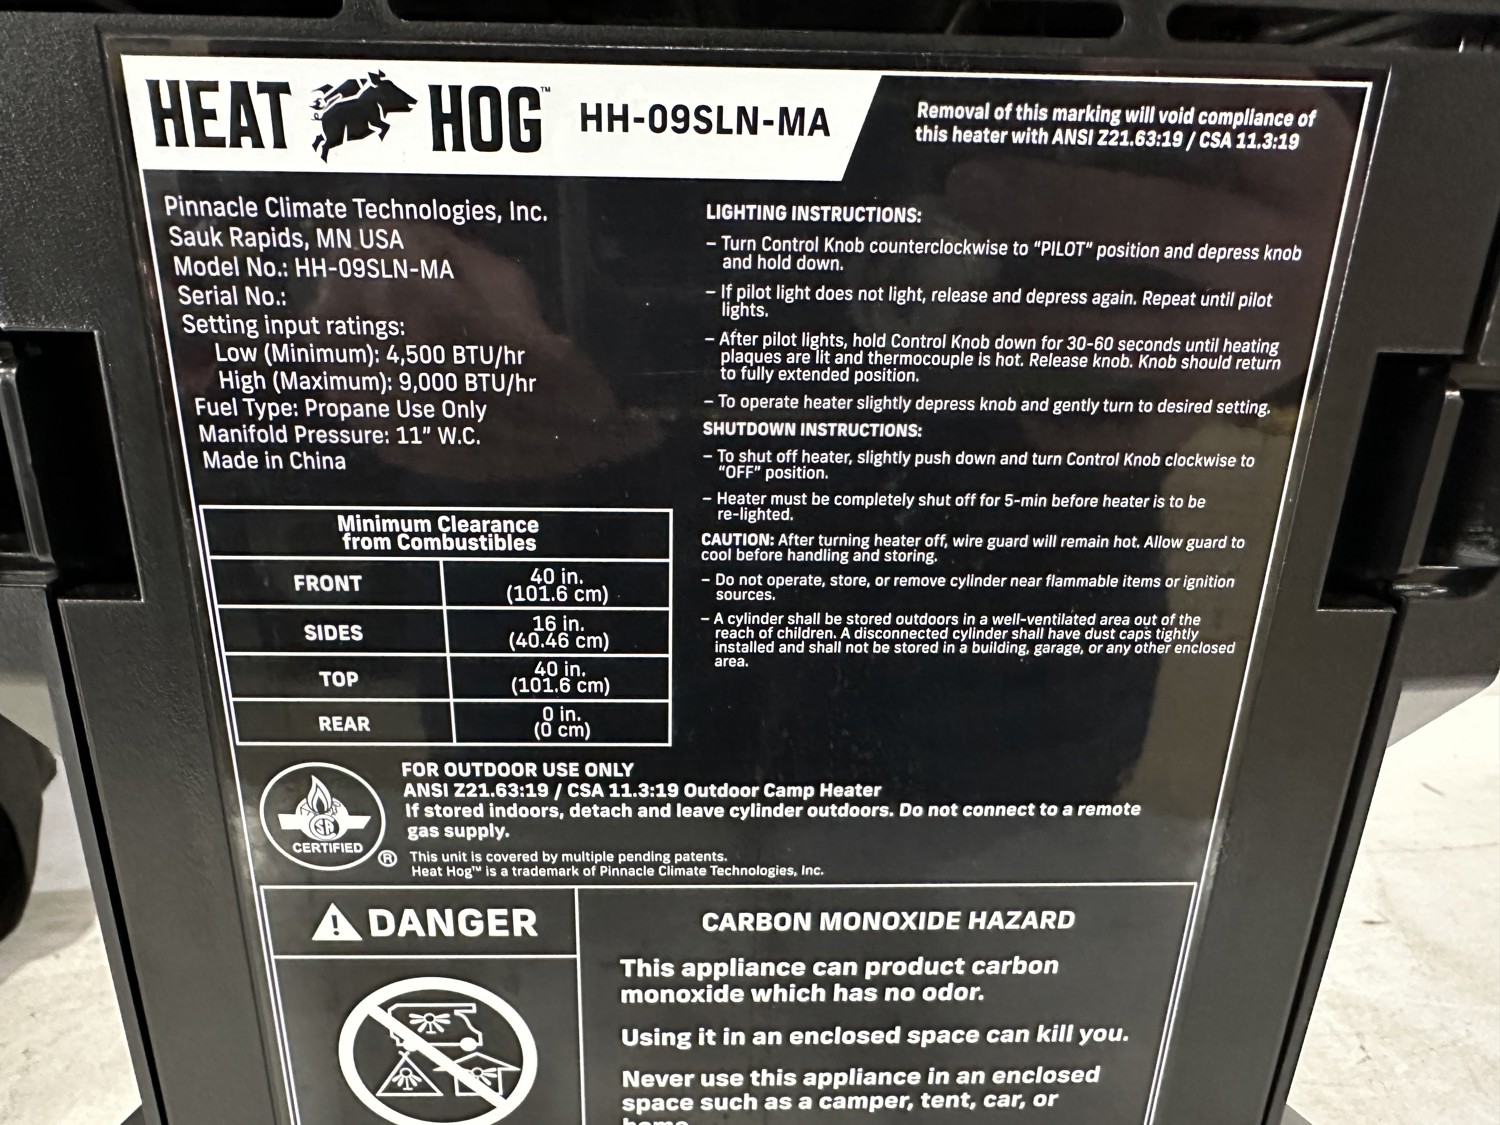 HEAT HOG™ HH-09SLN-MA
Removal of this marking will void compliance of
this heater with ANSI Z21.63:19 / CSA 11.3:19
Pinnacle Climate Technologies, Inc.
Sauk Rapids, MN USA
Model No.: HH-09SLN-MA
Serial No.:
Setting input ratings:
Low (Minimum): 4,500 BTU/hr
High (Maximum): 9,000 BTU/hr
Fuel Type: Propane Use Only
Manifold Pressure: 11" W.C.
Made in China
Minimum Clearance
from Combustibles
FRONT 40 in.
(101.6 cm)
SIDES 16 in.
(40.46 cm)
TOP 40 in.
(101.6 cm)
REAR 0 in.
(0 cm)
LIGHTING INSTRUCTIONS:
– Turn Control Knob counterclockwise to "PILOT" position and depress knob
and hold down.
– If pilot light does not light, release and depress again. Repeat until pilot
lights.
– After pilot lights, hold Control Knob down for 30-60 seconds until heating
plaques are lit and thermocouple is hot. Release knob. Knob should return
to fully extended position.
– To operate heater slightly depress knob and gently turn to desired setting.
SHUTDOWN INSTRUCTIONS:
– To shut off heater, slightly push down and turn Control Knob clockwise to
"OFF" position.
– Heater must be completely shut off for 5-min before heater is to be
re-lighted.
CAUTION: After turning heater off, wire guard will remain hot. Allow guard to
cool before handling and storing.
– Do not operate, store, or remove cylinder near flammable items or ignition
sources.
– A cylinder shall be stored outdoors in a well-ventilated area out of the
reach of children. A disconnected cylinder shall have dust caps tightly
installed and shall not be stored in a building, garage, or any other enclosed
area.
CERTIFIED ®
FOR OUTDOOR USE ONLY
ANSI Z21.63:19 / CSA 11.3:19 Outdoor Camp Heater
If stored indoors, detach and leave cylinder outdoors. Do not connect to a remote
gas supply.
This unit is covered by multiple pending patents.
Heat Hog™ is a trademark of Pinnacle Climate Technologies, Inc.
DANGER
CARBON MONOXIDE HAZARD
This appliance can product carbon
monoxide which has no odor.
Using it in an enclosed space can kill you.
Never use this appliance in an enclosed
space such as a camper, tent, car, or